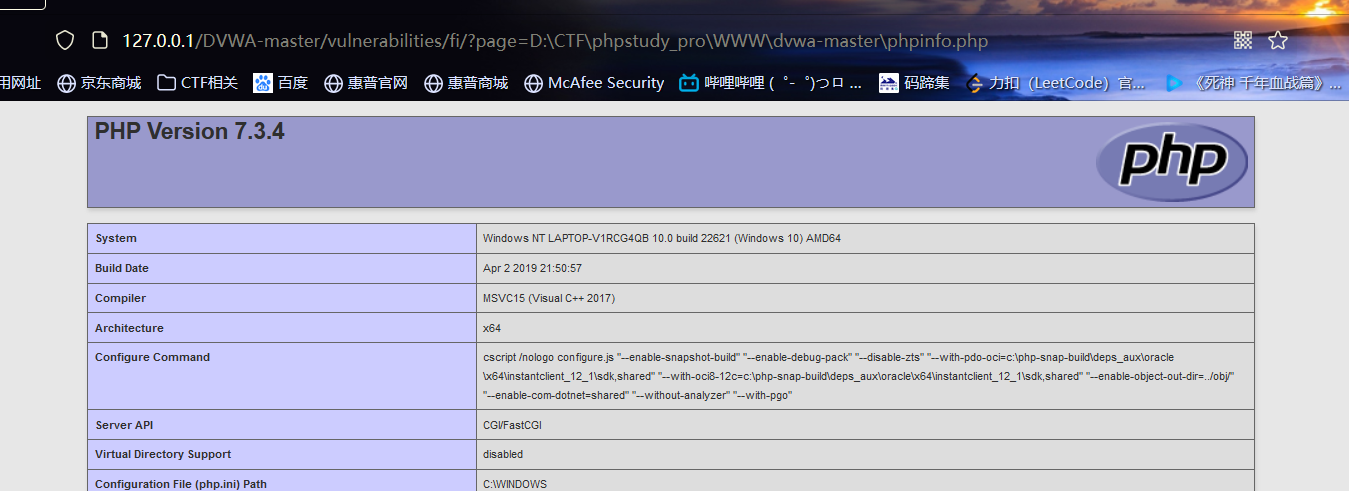 127.0.0.1/DVWA-master/vulnerabilities/fi/?page=D:\CTF\phpstudy_pro\WWW\dvwa-master\phpinfo.php
用网址 京东商城 CTF相关 百度 惠普官网 惠普商城 McAfee Security 哔哩哔哩 ( ゜- ゜)つロ ... 码蹄集 力扣（LeetCode）官... 《死神 千年血战篇》...
PHP Version 7.3.4
php
System Windows NT LAPTOP-V1RCG4QB 10.0 build 22621 (Windows 10) AMD64
Build Date Apr 2 2019 21:50:57
Compiler MSVC15 (Visual C++ 2017)
Architecture x64
Configure Command cscript /nologo configure.js "--enable-snapshot-build" "--enable-debug-pack" "--disable-zts" "--with-pdo-oci=c:\php-snap-build\deps_aux\oracle
\x64\instantclient_12_1\sdk,shared" "--with-oci8-12c=c:\php-snap-build\deps_aux\oracle\x64\instantclient_12_1\sdk,shared" "--enable-object-out-dir=../obj/"
"--enable-com-dotnet=shared" "--without-analyzer" "--with-pgo"
Server API CGI/FastCGI
Virtual Directory Support disabled
Configuration File (php.ini) Path C:\WINDOWS